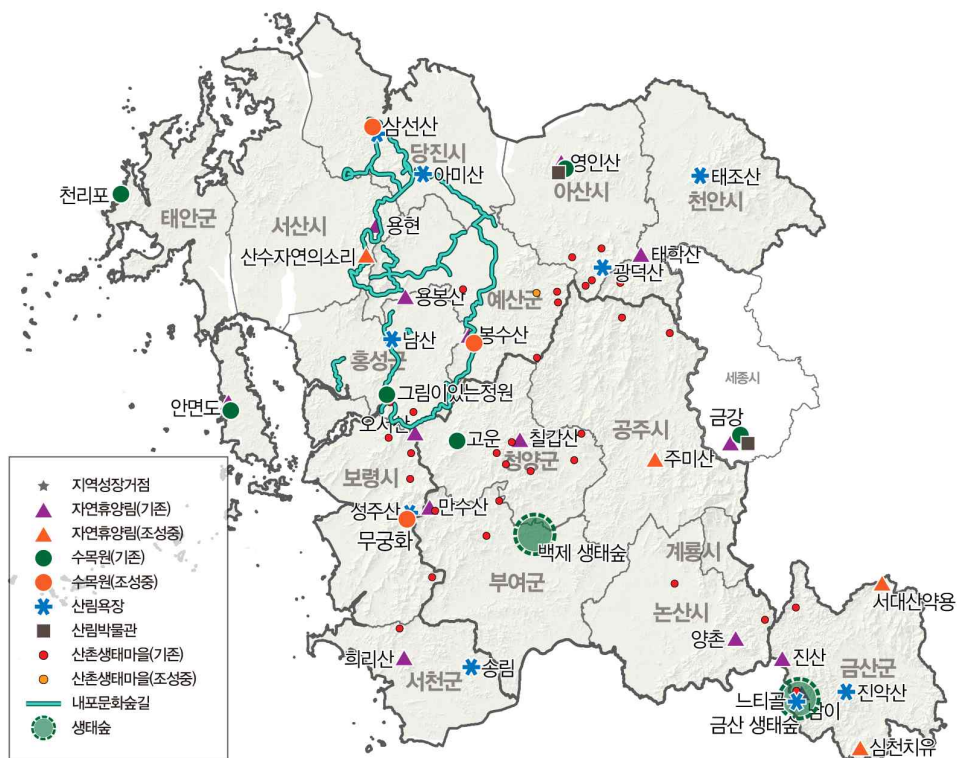 삼선산
당진시
아미산
영인산
아산시
태조산
천안시
천리포
태안군
서산시
용현
산수자연의소리
태학산
광덕산
용봉산
예산군
남산
봉수산
홍성군
세종시
그림이있는정원
안면도
오서산
고운
칠갑산
청양군
공주시
금강
주미산
보령시
성주산
만수산
무궁화
백제 생태숲
계룡시
부여군
논산시
서대산약용
양촌
희리산
송림
서천군
진산
금산군
느티골
진악산
금산 생태숲
심천치유
지역성장거점
자연휴양림(기존)
자연휴양림(조성중)
수목원(기존)
수목원(조성중)
산림욕장
산림박물관
산촌생태마을(기존)
산촌생태마을(조성중)
내포문화숲길
생태숲